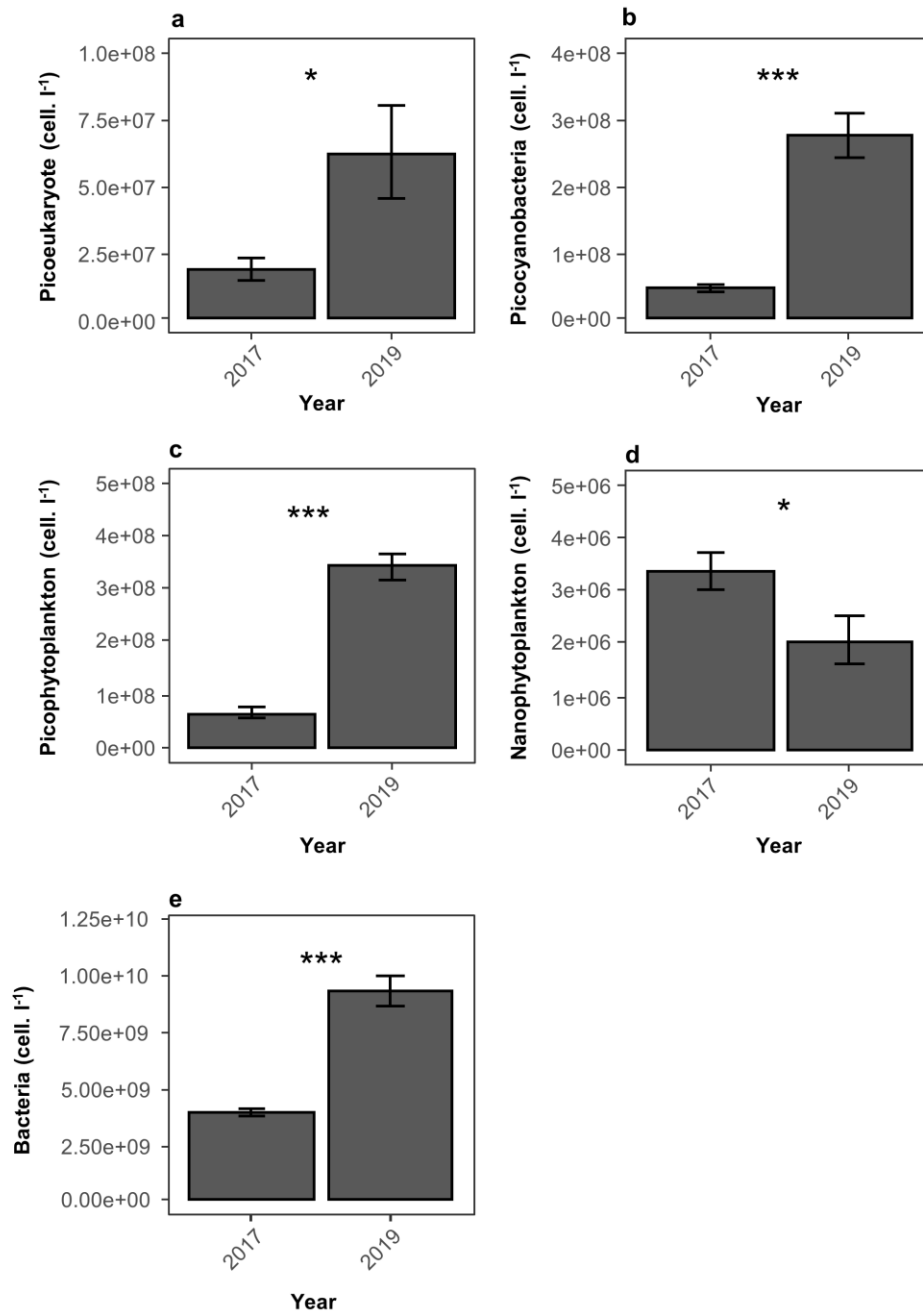 a
Picoeukaryote (cell. l⁻¹)
1.0e+08
7.5e+07
5.0e+07
2.5e+07
0.0e+00
*
2017
2019
Year
b
Picocyanobacteria (cell. l⁻¹)
4e+08
3e+08
2e+08
1e+08
0e+00
***
2017
2019
Year
c
Picophytoplankton (cell. l⁻¹)
5e+08
4e+08
3e+08
2e+08
1e+08
0e+00
***
2017
2019
Year
d
Nanophytoplankton (cell. l⁻¹)
5e+06
4e+06
3e+06
2e+06
1e+06
0e+00
*
2017
2019
Year
e
Bacteria (cell. l⁻¹)
1.25e+10
1.00e+10
7.50e+09
5.00e+09
2.50e+09
0.00e+00
***
2017
2019
Year